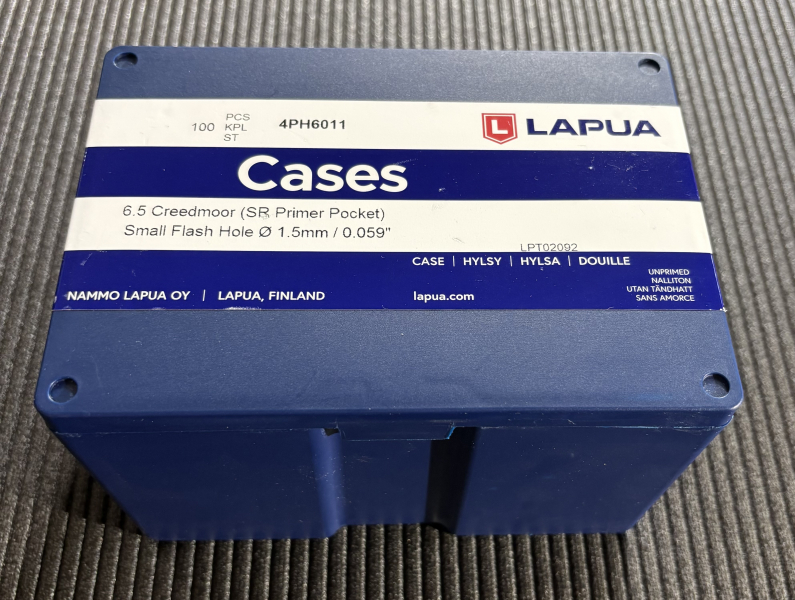 100 PCS KPL ST 4PH6011
L LAPUA
Cases
6.5 Creedmoor (SR Primer Pocket)
Small Flash Hole Ø 1.5mm / 0.059"
LPT02092
CASE | HYLSY | HYLSA | DOUILLE
UNPRIMED
NALLITON
UTAN TÄNDHATT
SANS AMORCE
NAMMO LAPUA OY | LAPUA, FINLAND
lapua.com